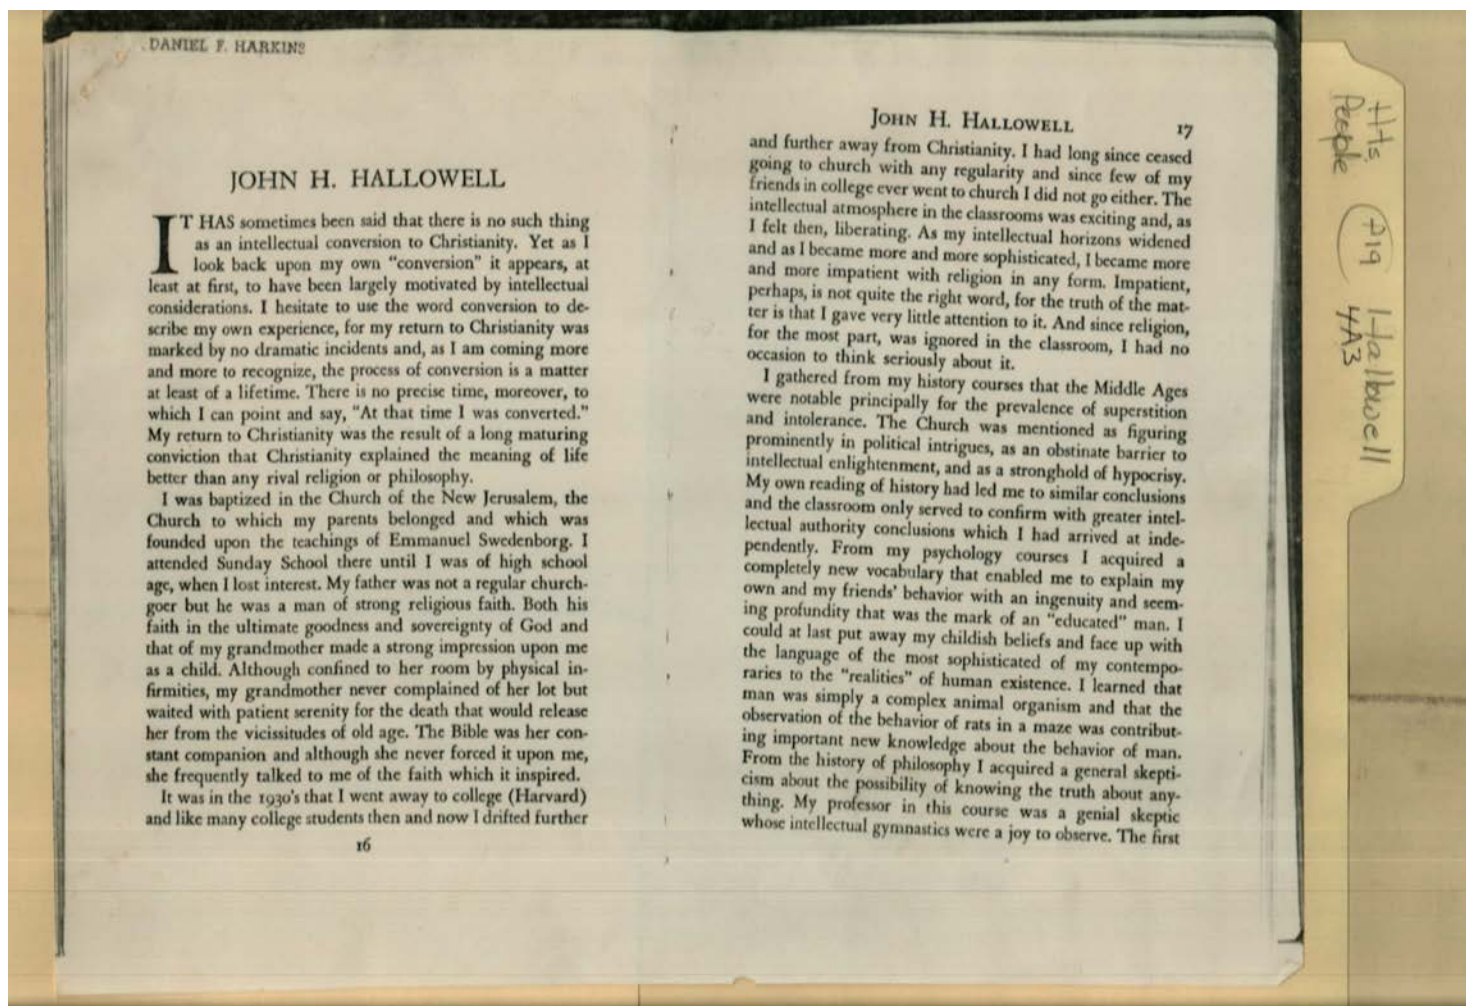 DANIEL F. HARKINS
JOHN H. HALLOWELL
IT HAS sometimes been said that there is no such thing
as an intellectual conversion to Christianity. Yet as I
look back upon my own "conversion" it appears, at
least at first, to have been largely motivated by intellectual
considerations. I hesitate to use the word conversion to de-
scribe my own experience, for my return to Christianity was
marked by no dramatic incidents and, as I am coming more
and more to recognize, the process of conversion is a matter
at least of a lifetime. There is no precise time, moreover, to
which I can point and say, "At that time I was converted."
My return to Christianity was the result of a long maturing
conviction that Christianity explained the meaning of life
better than any rival religion or philosophy.
I was baptized in the Church of the New Jerusalem, the
Church to which my parents belonged and which was
founded upon the teachings of Emmanuel Swedenborg. I
attended Sunday School there until I was of high school
age, when I lost interest. My father was not a regular church-
goer but he was a man of strong religious faith. Both his
faith in the ultimate goodness and sovereignty of God and
that of my grandmother made a strong impression upon me
as a child. Although confined to her room by physical in-
firmities, my grandmother never complained of her lot but
waited with patient serenity for the death that would release
her from the vicissitudes of old age. The Bible was her con-
stant companion and although she never forced it upon me,
she frequently talked to me of the faith which it inspired.
It was in the 1930's that I went away to college (Harvard)
and like many college students then and now I drifted further
16
JOHN H. HALLOWELL 17
and further away from Christianity. I had long since ceased
going to church with any regularity and since few of my
friends in college ever went to church I did not go either. The
intellectual atmosphere in the classrooms was exciting and, as
I felt then, liberating. As my intellectual horizons widened
and as I became more and more sophisticated, I became more
and more impatient with religion in any form. Impatient,
perhaps, is not quite the right word, for the truth of the mat-
ter is that I gave very little attention to it. And since religion,
for the most part, was ignored in the classroom, I had no
occasion to think seriously about it.
I gathered from my history courses that the Middle Ages
were notable principally for the prevalence of superstition
and intolerance. The Church was mentioned as figuring
prominently in political intrigues, as an obstinate barrier to
intellectual enlightenment, and as a stronghold of hypocrisy.
My own reading of history had led me to similar conclusions
and the classroom only served to confirm with greater intel-
lectual authority conclusions which I had arrived at inde-
pendently. From my psychology courses I acquired a
completely new vocabulary that enabled me to explain my
own and my friends' behavior with an ingenuity and seem-
ing profundity that was the mark of an "educated" man. I
could at last put away my childish beliefs and face up with
the language of the most sophisticated of my contempo-
raries to the "realities" of human existence. I learned that
man was simply a complex animal organism and that the
observation of the behavior of rats in a maze was contribut-
ing important new knowledge about the behavior of man.
From the history of philosophy I acquired a general skepti-
cism about the possibility of knowing the truth about any-
thing. My professor in this course was a genial skeptic
whose intellectual gymnastics were a joy to observe. The first
People Hallowell
4A3